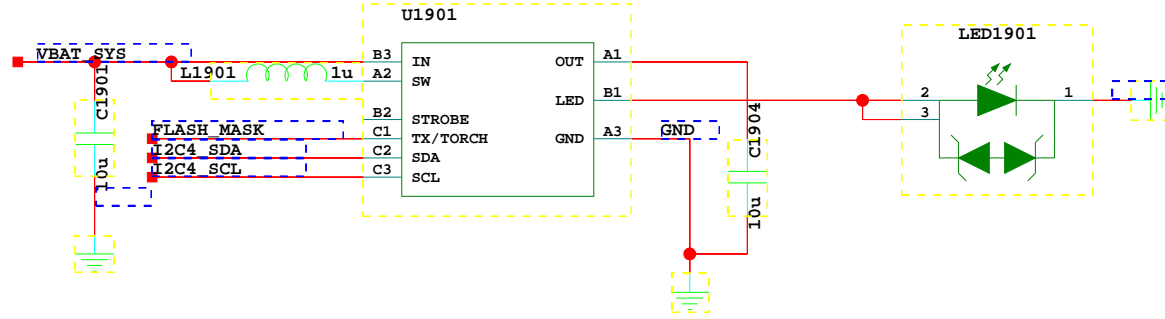 U1901
LED1901
VBAT_SYS
B3 IN OUT A1
L1901 1u A2 SW
C1901
LED B1 2 1
B2 STROBE 3
FLASH_MASK C1 TX/TORCH GND A3 GND
I2C4_SDA C2 SDA
I2C4_SCL C3 SCL
10u
C1904
10u